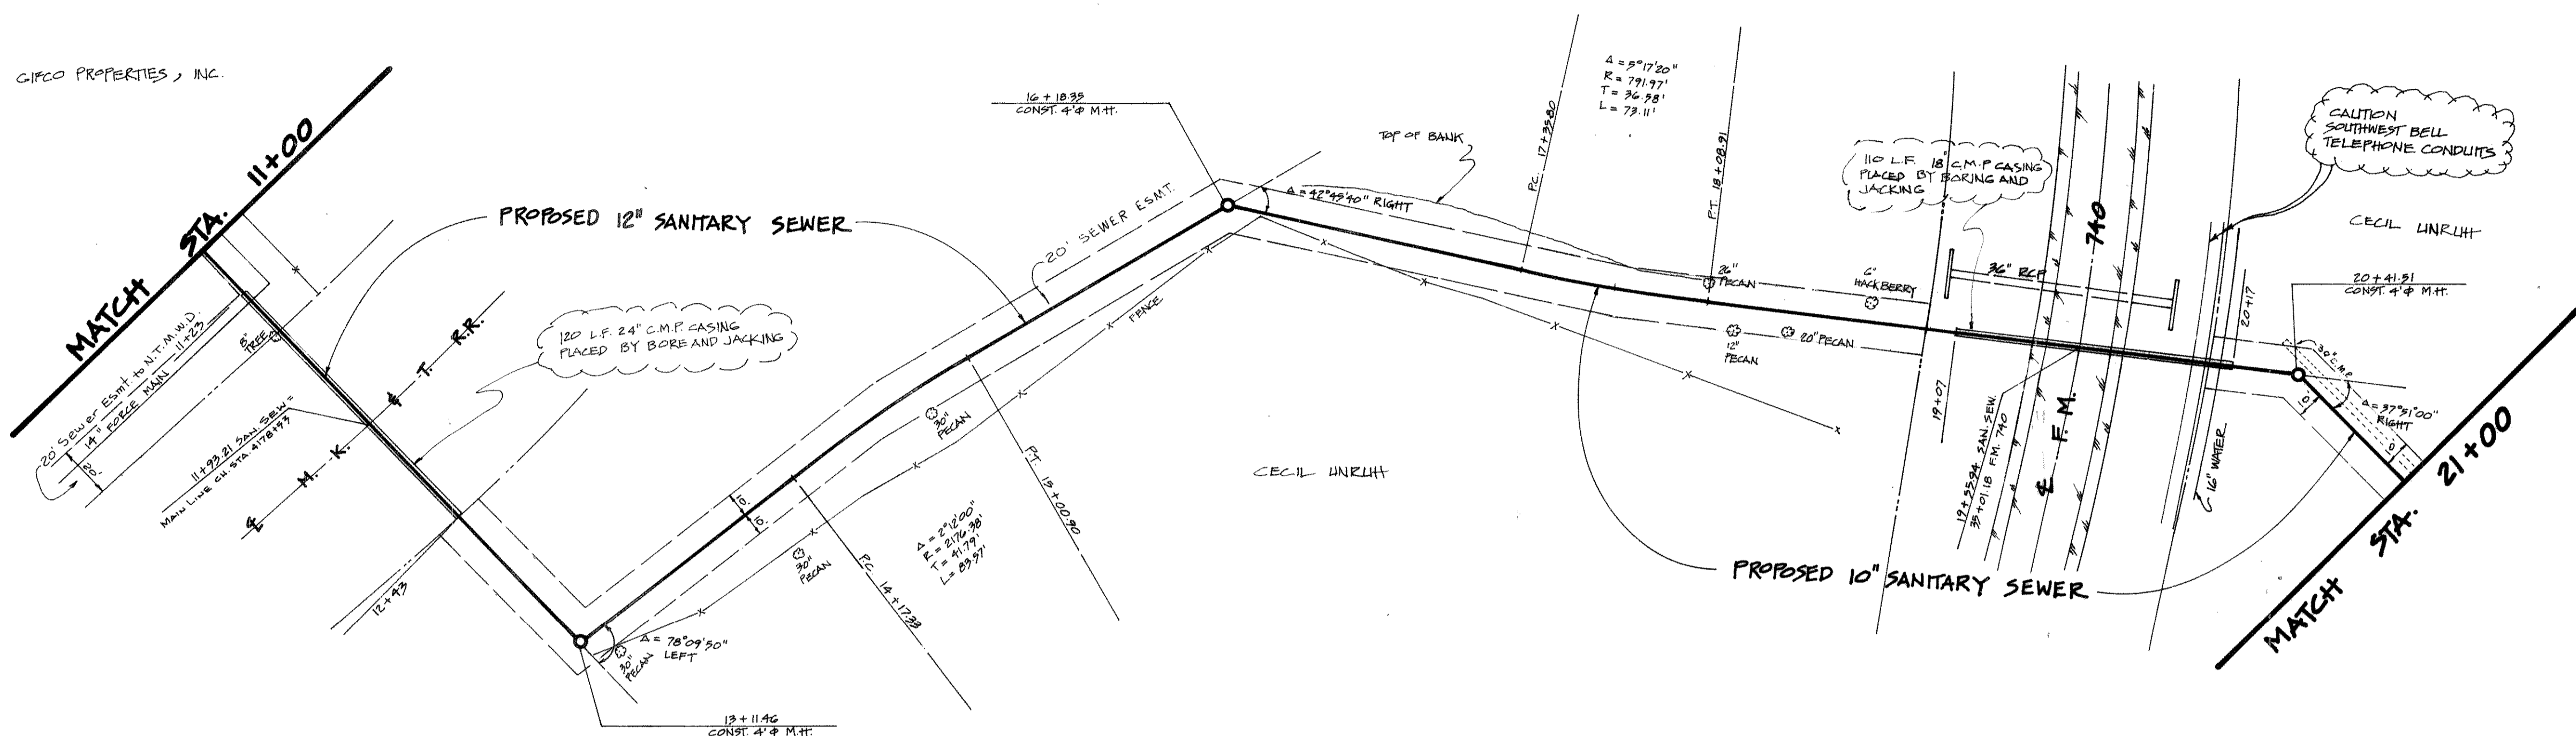 GIFCO PROPERTIES, INC.
MATCH STA. 11+00
20' Sewer Esmt. to N.T.M.W.D.
14" FORCE MAIN 11+23
20'
8" TREE
11+93.21 SAN. SEW =
MAIN LINE CH. STA. 4178+53
℄ M. K. & T. R.R.
PROPOSED 12" SANITARY SEWER
120 L.F. 24" C.M.P. CASING
PLACED BY BORE AND JACKING
12+43
13+11.46
CONST. 4'Φ M.H.
Δ = 78°09'50"
LEFT
30"
PECAN
30"
PECAN
10'
10'
P.C. 14+17.33
Δ = 2°12'00"
R = 2176.38'
T = 41.79'
L = 83.57'
30"
PECAN
P.T. 15+00.90
FENCE
20' SEWER ESMT.
16+18.35
CONST. 4'Φ M.H.
Δ = 42°45'40" RIGHT
TOP OF BANK
CECIL UNRUH
P.C. 17+35.80
Δ = 5°17'20"
R = 791.97'
T = 36.58'
L = 73.11'
P.T. 18+08.91
26"
PECAN
12"
PECAN
20" PECAN
6"
HACKBERRY
110 L.F. 18" C.M.P CASING
PLACED BY BORING AND
JACKING
36" RCP
19+07
19+55.94 SAN. SEW.
35+01.18 F.M. 740
℄ F. M. 740
16" WATER
20+17
CAUTION
SOUTHWEST BELL
TELEPHONE CONDUITS
CECIL UNRUH
20+41.51
CONST. 4'Φ M.H.
30" C.M.P.
Δ = 37°51'00"
RIGHT
10'
10'
PROPOSED 10" SANITARY SEWER
MATCH STA. 21+00